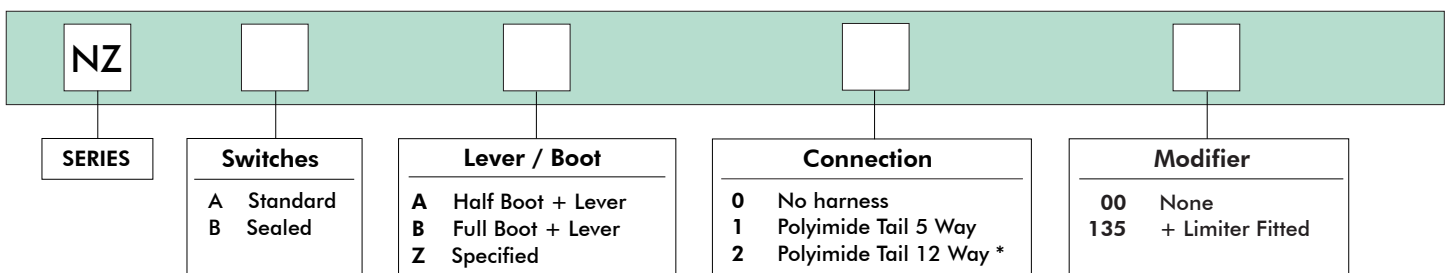 NZ
SERIES
Switches
A Standard
B Sealed
Lever / Boot
A Half Boot + Lever
B Full Boot + Lever
Z Specified
Connection
0 No harness
1 Polyimide Tail 5 Way
2 Polyimide Tail 12 Way *
Modifier
00 None
135 + Limiter Fitted